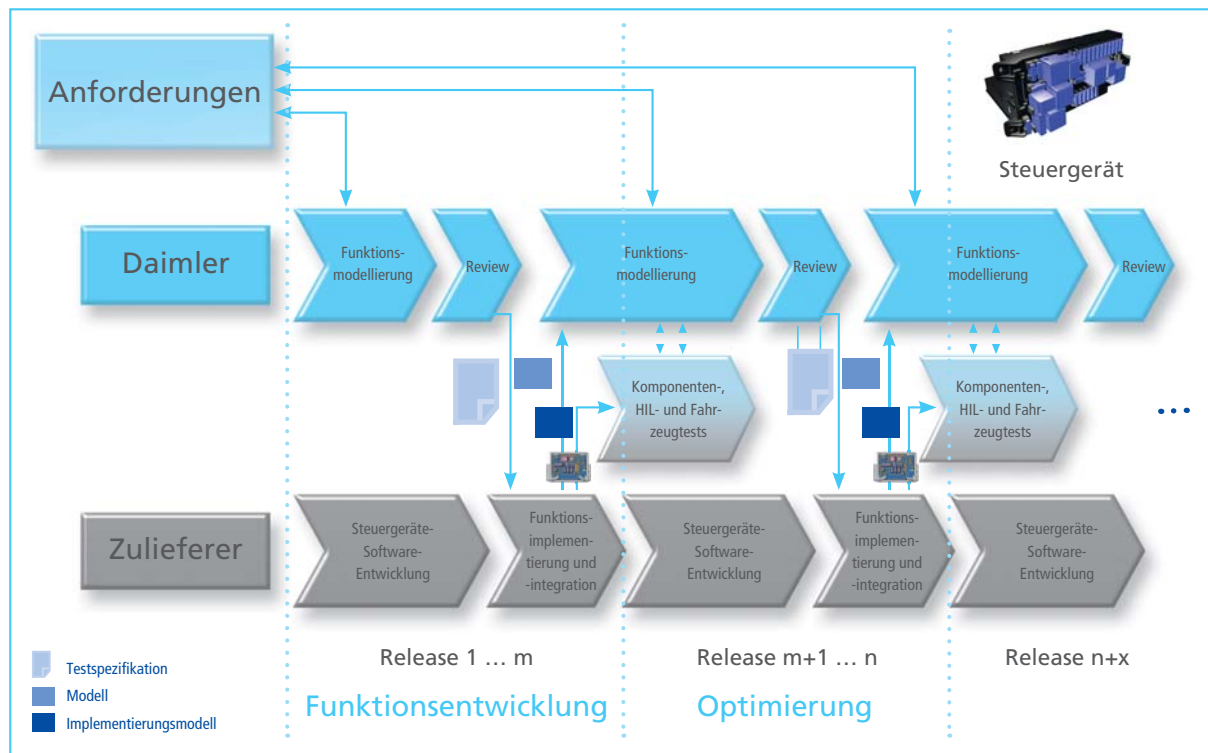 Anforderungen
Steuergerät
Daimler
Funktions-
modellierung
Review
Funktions-
modellierung
Review
Funktions-
modellierung
Review
Komponenten-,
HIL- und Fahr-
zeugtests
Komponenten-,
HIL- und Fahr-
zeugtests
...
Zulieferer
Steuergeräte-
Software-
Entwicklung
Funktions-
implemen-
tierung und
-integration
Steuergeräte-
Software-
Entwicklung
Funktions-
implemen-
tierung und
-integration
Steuergeräte-
Software-
Entwicklung
Testspezifikation
Modell
Implementierungsmodell
Release 1 ... m
Release m+1 ... n
Release n+x
Funktionsentwicklung
Optimierung